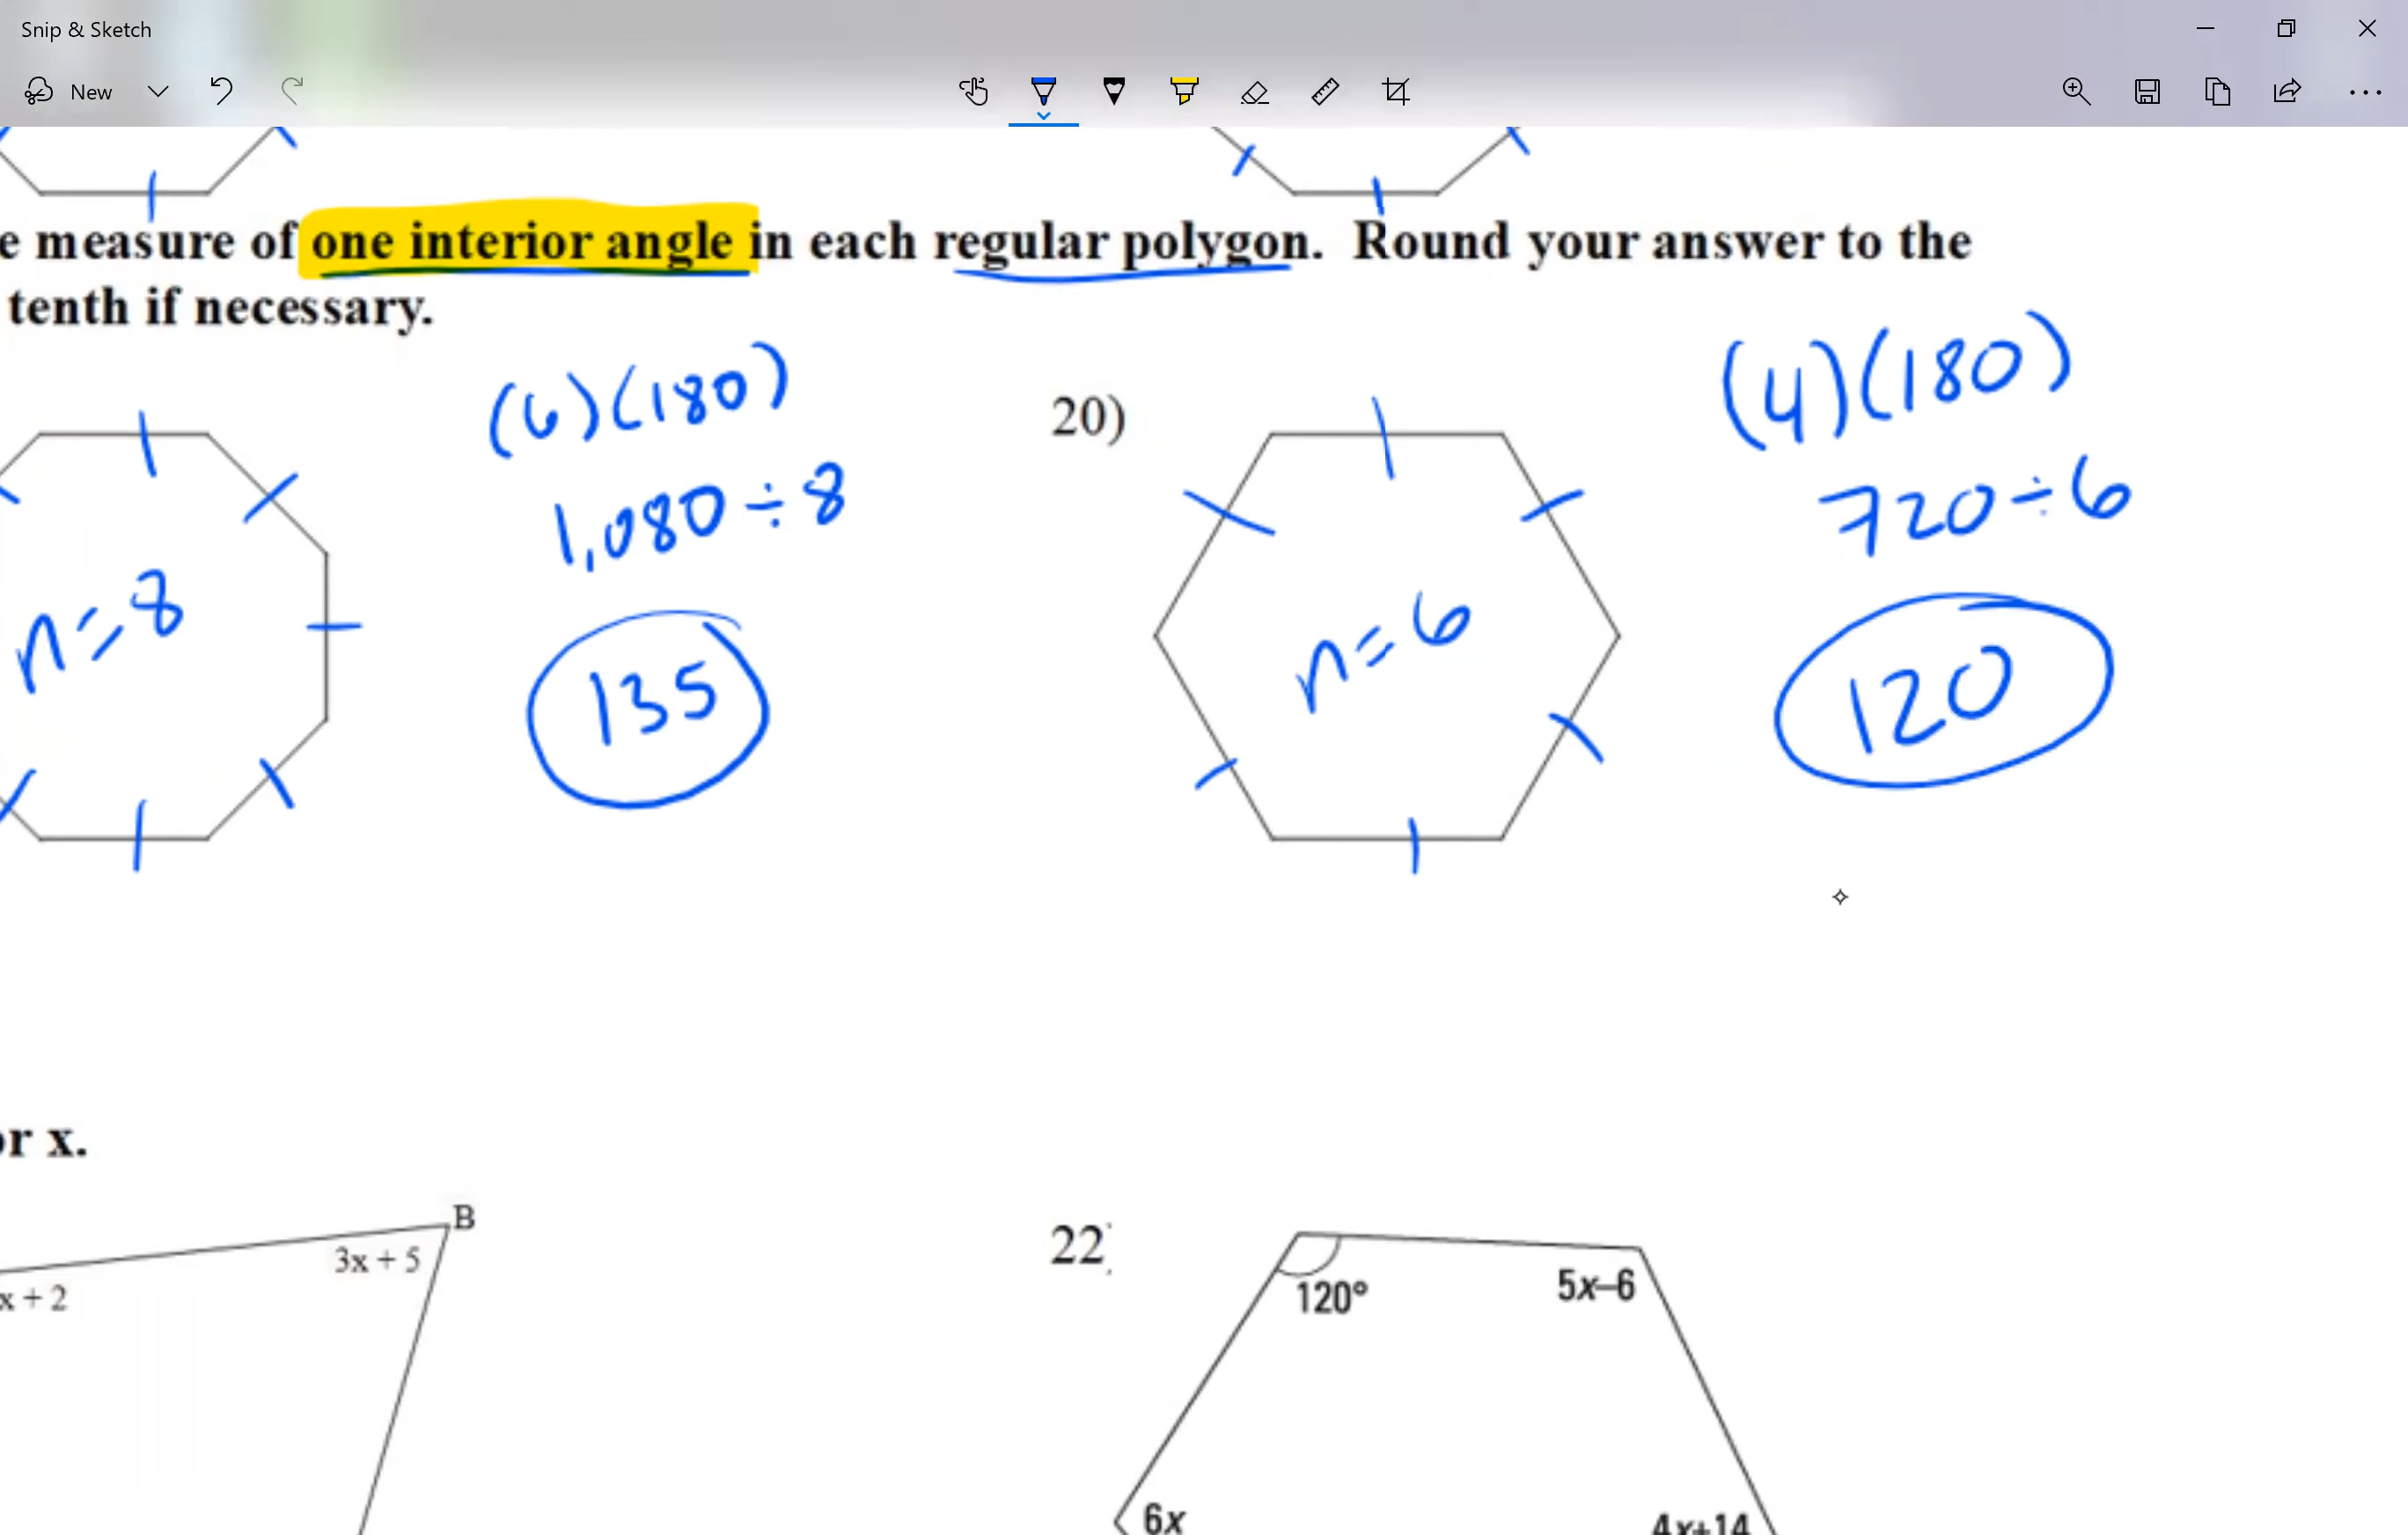 Snip & Sketch
New
e measure of one interior angle in each regular polygon. Round your answer to the
tenth if necessary.
(6)(180)
1,080 ÷ 8
135
n = 8
20)
n = 6
(4)(180)
720 ÷ 6
120
or x.
B
3x + 5
x + 2
22)
120°
5x–6
6x
4x+14